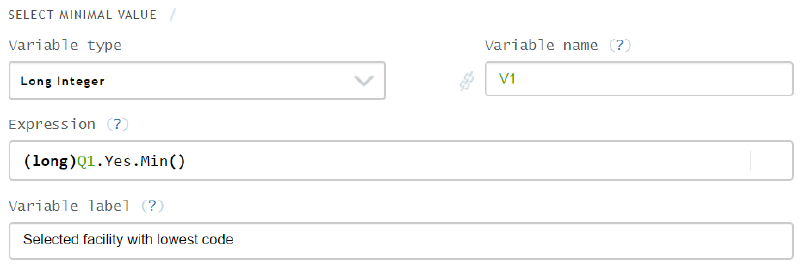 SELECT MINIMAL VALUE /
Variable type
Variable name (?)
Long Integer
V1
Expression (?)
(long)Q1.Yes.Min()
Variable label (?)
Selected facility with lowest code